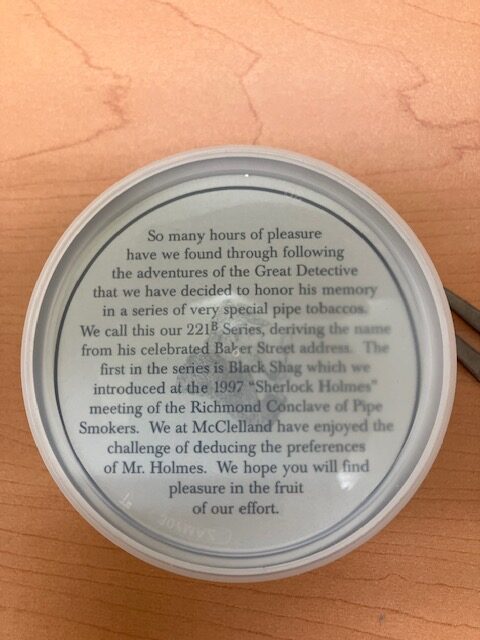 So many hours of pleasure
have we found through following
the adventures of the Great Detective
that we have decided to honor his memory
in a series of very special pipe tobaccos.
We call this our 221B Series, deriving the name
from his celebrated Baker Street address. The
first in the series is Black Shag which we
introduced at the 1997 "Sherlock Holmes"
meeting of the Richmond Conclave of Pipe
Smokers. We at McClelland have enjoyed the
challenge of deducing the preferences
of Mr. Holmes. We hope you will find
pleasure in the fruit
of our effort.